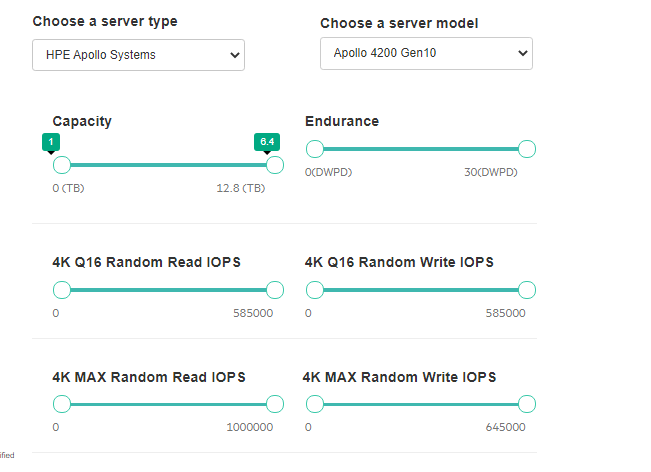 Choose a server type
Choose a server model
HPE Apollo Systems
Apollo 4200 Gen10
Capacity
Endurance
1
6.4
0 (TB)
12.8 (TB)
0(DWPD)
30(DWPD)
4K Q16 Random Read IOPS
4K Q16 Random Write IOPS
0
585000
0
585000
4K MAX Random Read IOPS
4K MAX Random Write IOPS
0
1000000
0
645000
ified